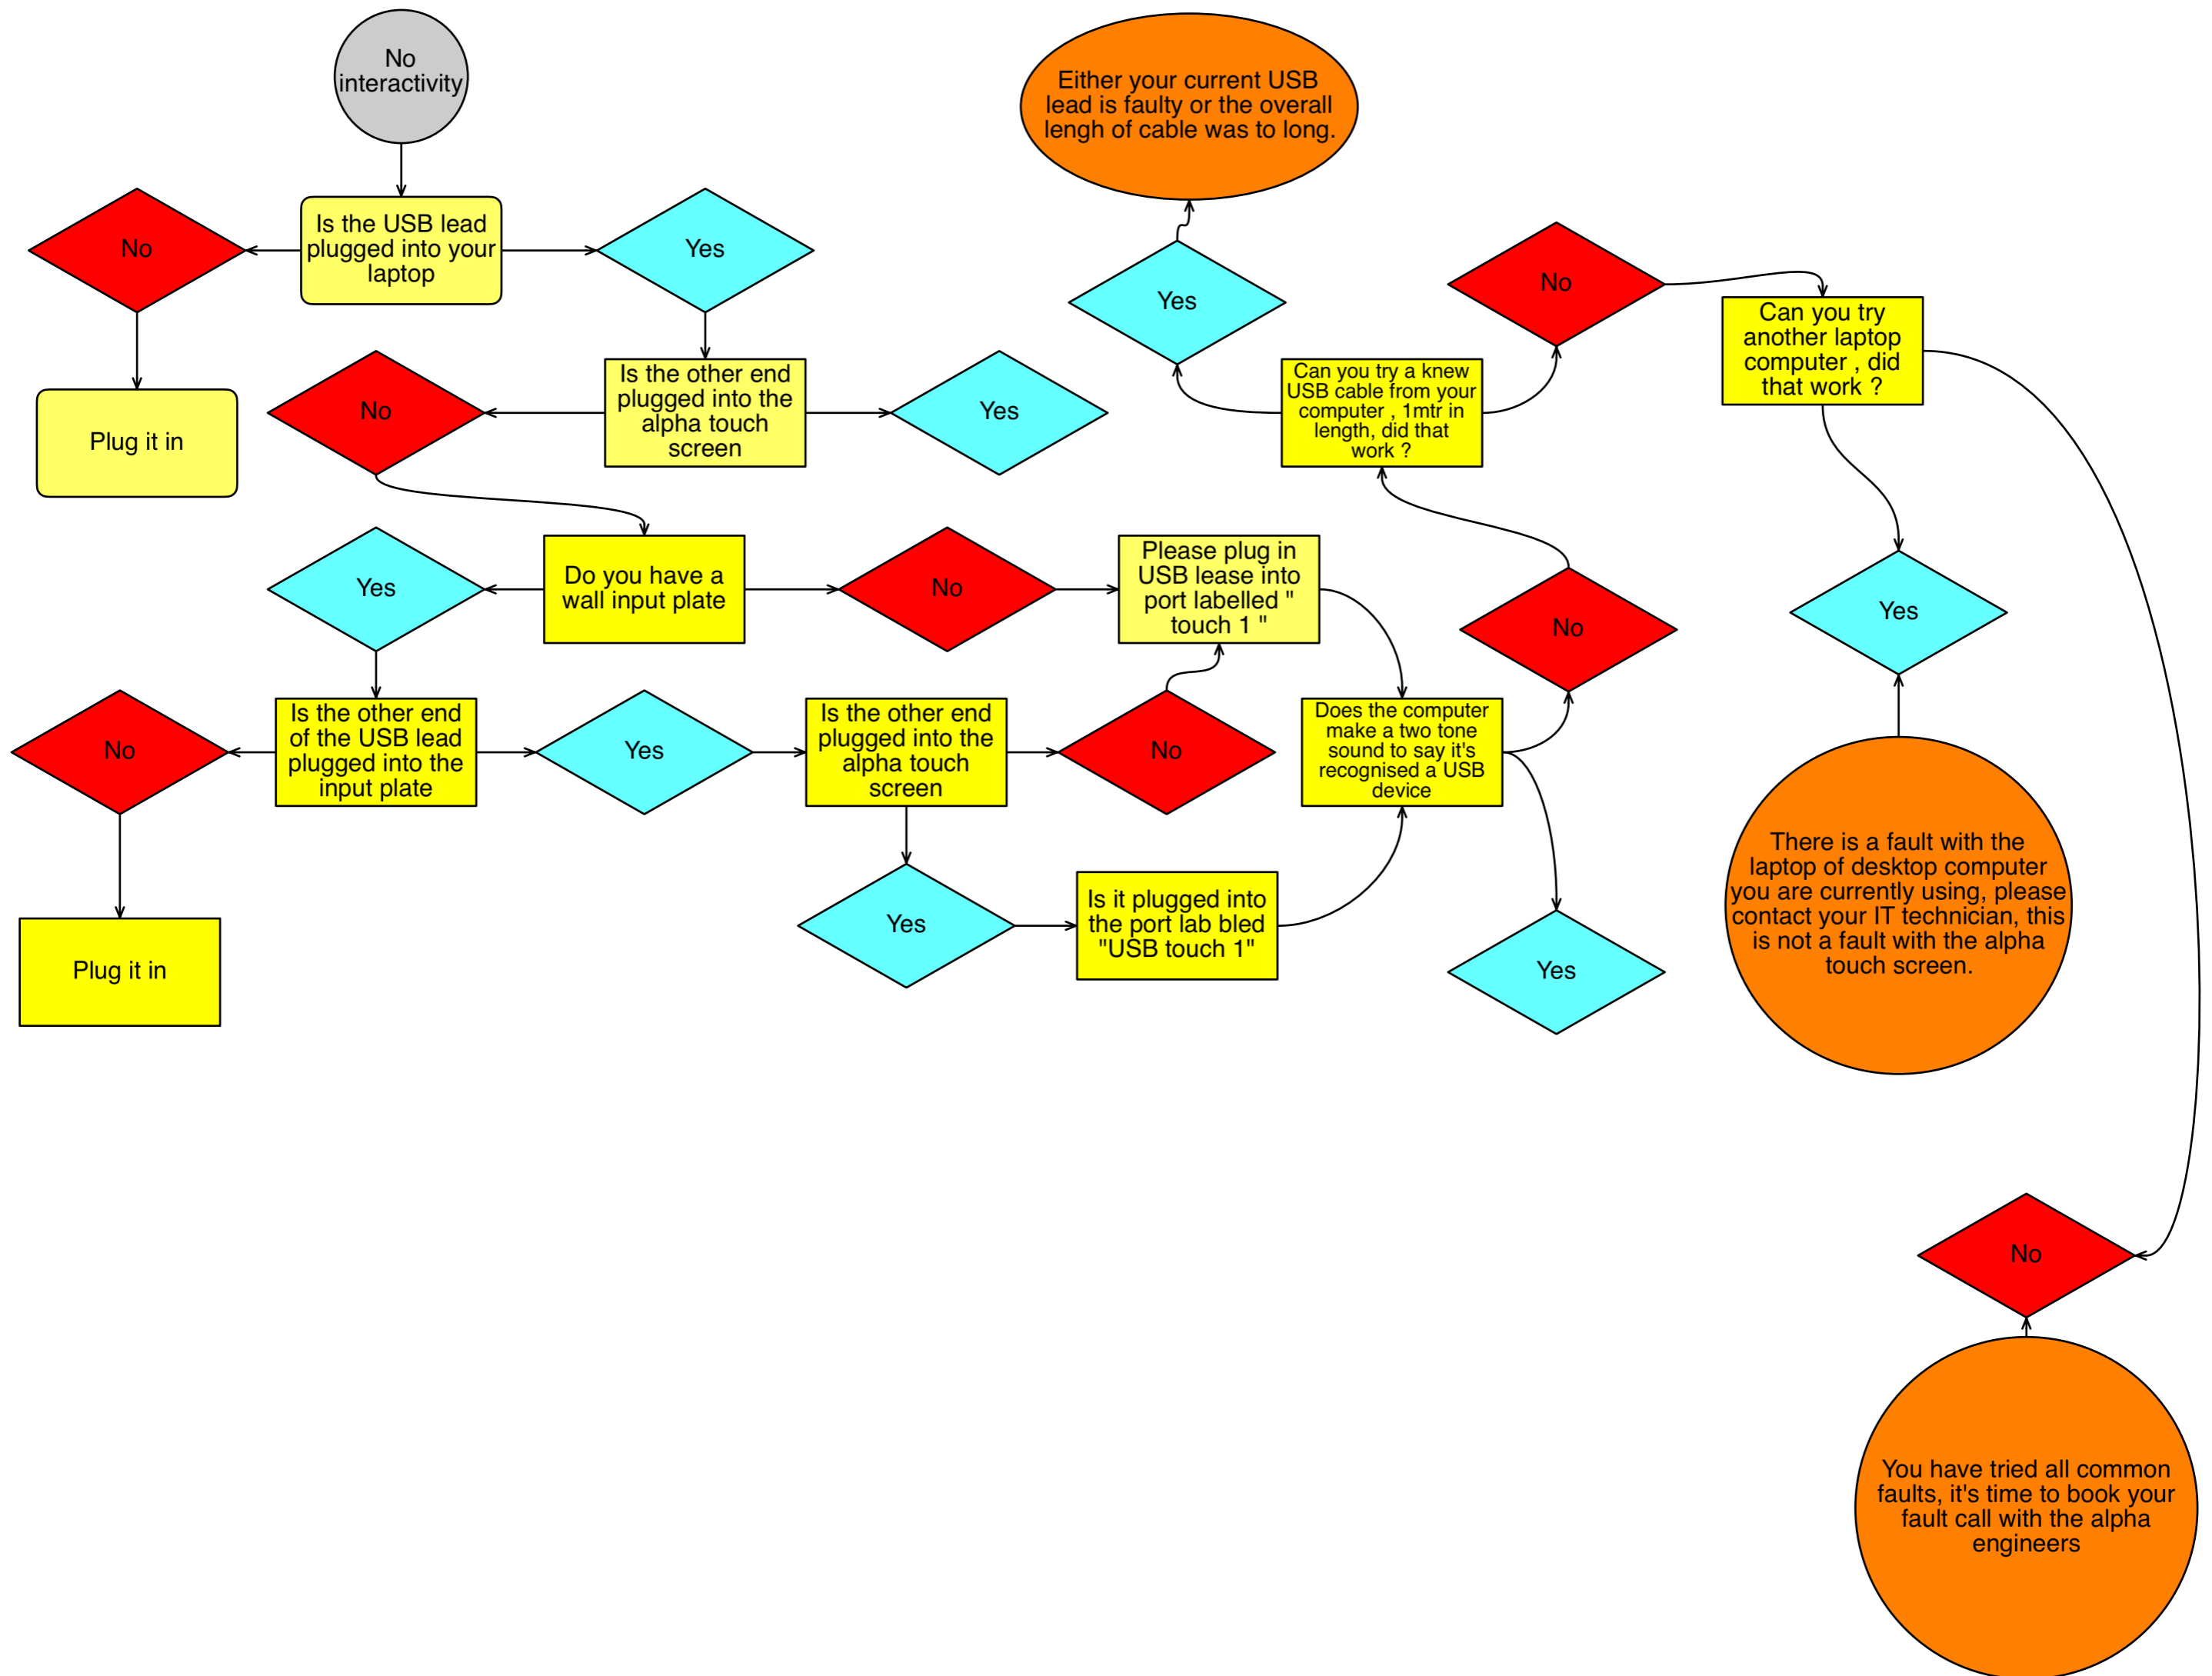 No
interactivity
Either your current USB
lead is faulty or the overall
lengh of cable was to long.
No
Is the USB lead
plugged into your
laptop
Yes
Yes
No
Can you try
another laptop
computer , did
that work ?
No
Is the other end
plugged into the
alpha touch
screen
Yes
Can you try a knew
USB cable from your
computer , 1mtr in
length, did that
work ?
Plug it in
Yes
Do you have a
wall input plate
No
Please plug in
USB lease into
port labelled "
touch 1 "
No
Yes
No
Is the other end
of the USB lead
plugged into the
input plate
Yes
Is the other end
plugged into the
alpha touch
screen
No
Does the computer
make a two tone
sound to say it's
recognised a USB
device
There is a fault with the
laptop of desktop computer
you are currently using, please
contact your IT technician, this
is not a fault with the alpha
touch screen.
Plug it in
Yes
Is it plugged into
the port lab bled
"USB touch 1"
Yes
No
You have tried all common
faults, it's time to book your
fault call with the alpha
engineers